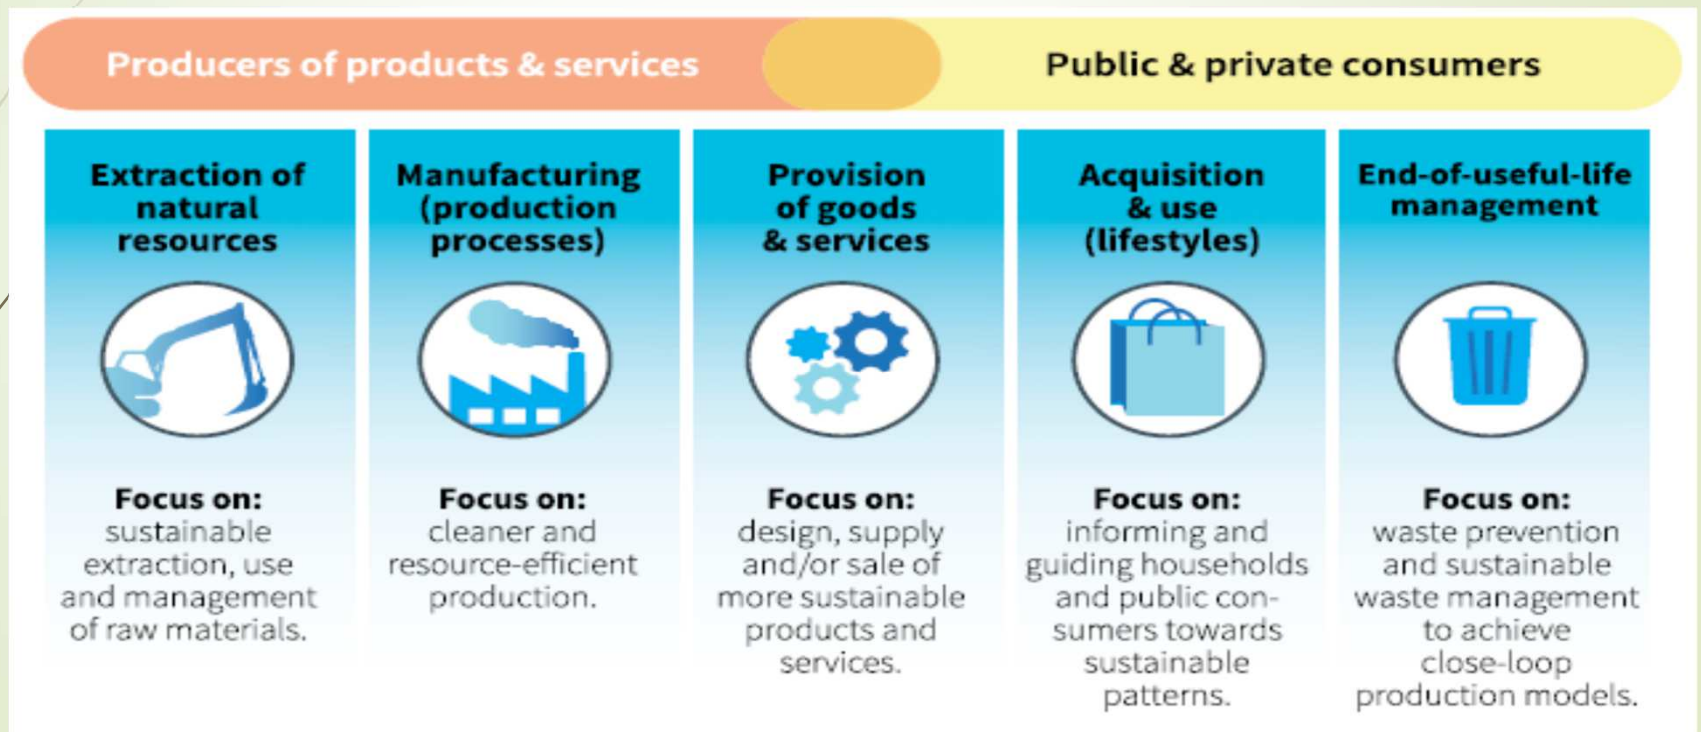 Producers of products & services
Public & private consumers
Extraction of
natural
resources
Focus on:
sustainable
extraction, use
and management
of raw materials.
Manufacturing
(production
processes)
Focus on:
cleaner and
resource-efficient
production.
Provision
of goods
& services
Focus on:
design, supply
and/or sale of
more sustainable
products and
services.
Acquisition
& use
(lifestyles)
Focus on:
informing and
guiding households
and public con-
sumers towards
sustainable
patterns.
End-of-useful-life
management
Focus on:
waste prevention
and sustainable
waste management
to achieve
close-loop
production models.